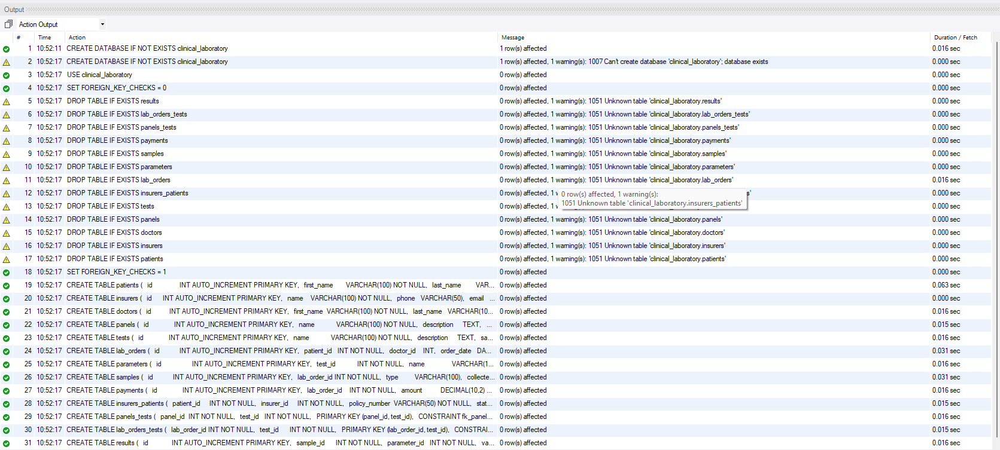 Output
Action Output
# Time Action Message Duration / Fetch
1 10:52:11 CREATE DATABASE IF NOT EXISTS clinical_laboratory 1 row(s) affected 0.016 sec
2 10:52:17 CREATE DATABASE IF NOT EXISTS clinical_laboratory 1 row(s) affected, 1 warning(s): 1007 Can't create database 'clinical_laboratory'; database exists 0.000 sec
3 10:52:17 USE clinical_laboratory 0 row(s) affected 0.000 sec
4 10:52:17 SET FOREIGN_KEY_CHECKS = 0 0 row(s) affected 0.000 sec
5 10:52:17 DROP TABLE IF EXISTS results 0 row(s) affected, 1 warning(s): 1051 Unknown table 'clinical_laboratory.results' 0.000 sec
6 10:52:17 DROP TABLE IF EXISTS lab_orders_tests 0 row(s) affected, 1 warning(s): 1051 Unknown table 'clinical_laboratory.lab_orders_tests' 0.000 sec
7 10:52:17 DROP TABLE IF EXISTS panels_tests 0 row(s) affected, 1 warning(s): 1051 Unknown table 'clinical_laboratory.panels_tests' 0.000 sec
8 10:52:17 DROP TABLE IF EXISTS payments 0 row(s) affected, 1 warning(s): 1051 Unknown table 'clinical_laboratory.payments' 0.000 sec
9 10:52:17 DROP TABLE IF EXISTS samples 0 row(s) affected, 1 warning(s): 1051 Unknown table 'clinical_laboratory.samples' 0.000 sec
10 10:52:17 DROP TABLE IF EXISTS parameters 0 row(s) affected, 1 warning(s): 1051 Unknown table 'clinical_laboratory.parameters' 0.000 sec
11 10:52:17 DROP TABLE IF EXISTS lab_orders 0 row(s) affected, 1 warning(s): 1051 Unknown table 'clinical_laboratory.lab_orders' 0.016 sec
12 10:52:17 DROP TABLE IF EXISTS insurers_patients 0 row(s) affected, 1 0.000 sec
0 row(s) affected, 1 warning(s):
1051 Unknown table 'clinical_laboratory.insurers_patients'
13 10:52:17 DROP TABLE IF EXISTS tests 0 row(s) affected, 1 0.000 sec
14 10:52:17 DROP TABLE IF EXISTS panels 0 row(s) affected, 1 warning(s): 1051 Unknown table 'clinical_laboratory.panels' 0.000 sec
15 10:52:17 DROP TABLE IF EXISTS doctors 0 row(s) affected, 1 warning(s): 1051 Unknown table 'clinical_laboratory.doctors' 0.000 sec
16 10:52:17 DROP TABLE IF EXISTS insurers 0 row(s) affected, 1 warning(s): 1051 Unknown table 'clinical_laboratory.insurers' 0.000 sec
17 10:52:17 DROP TABLE IF EXISTS patients 0 row(s) affected, 1 warning(s): 1051 Unknown table 'clinical_laboratory.patients' 0.000 sec
18 10:52:17 SET FOREIGN_KEY_CHECKS = 1 0 row(s) affected 0.000 sec
19 10:52:17 CREATE TABLE patients ( id INT AUTO_INCREMENT PRIMARY KEY, first_name VARCHAR(100) NOT NULL, last_name VAR... 0 row(s) affected 0.063 sec
20 10:52:17 CREATE TABLE insurers ( id INT AUTO_INCREMENT PRIMARY KEY, name VARCHAR(100) NOT NULL, phone VARCHAR(50), email ... 0 row(s) affected 0.000 sec
21 10:52:17 CREATE TABLE doctors ( id INT AUTO_INCREMENT PRIMARY KEY, first_name VARCHAR(100) NOT NULL, last_name VARCHAR(10... 0 row(s) affected 0.016 sec
22 10:52:17 CREATE TABLE panels ( id INT AUTO_INCREMENT PRIMARY KEY, name VARCHAR(100) NOT NULL, description TEXT, ... 0 row(s) affected 0.015 sec
23 10:52:17 CREATE TABLE tests ( id INT AUTO_INCREMENT PRIMARY KEY, name VARCHAR(100) NOT NULL, description TEXT, sa... 0 row(s) affected 0.016 sec
24 10:52:17 CREATE TABLE lab_orders ( id INT AUTO_INCREMENT PRIMARY KEY, patient_id INT NOT NULL, doctor_id INT, order_date DA... 0 row(s) affected 0.031 sec
25 10:52:17 CREATE TABLE parameters ( id INT AUTO_INCREMENT PRIMARY KEY, test_id INT NOT NULL, name VARCHAR(1... 0 row(s) affected 0.016 sec
26 10:52:17 CREATE TABLE samples ( id INT AUTO_INCREMENT PRIMARY KEY, lab_order_id INT NOT NULL, type VARCHAR(100), collecte... 0 row(s) affected 0.031 sec
27 10:52:17 CREATE TABLE payments ( id INT AUTO_INCREMENT PRIMARY KEY, lab_order_id INT NOT NULL, amount DECIMAL(10,2) ... 0 row(s) affected 0.016 sec
28 10:52:17 CREATE TABLE insurers_patients ( patient_id INT NOT NULL, insurer_id INT NOT NULL, policy_number VARCHAR(50) NOT NULL, stat... 0 row(s) affected 0.015 sec
29 10:52:17 CREATE TABLE panels_tests ( panel_id INT NOT NULL, test_id INT NOT NULL, PRIMARY KEY (panel_id, test_id), CONSTRAINT fk_panel... 0 row(s) affected 0.016 sec
30 10:52:17 CREATE TABLE lab_orders_tests ( lab_order_id INT NOT NULL, test_id INT NOT NULL, PRIMARY KEY (lab_order_id, test_id), CONSTRAI... 0 row(s) affected 0.015 sec
31 10:52:17 CREATE TABLE results ( id INT AUTO_INCREMENT PRIMARY KEY, sample_id INT NOT NULL, parameter_id INT NOT NULL, va... 0 row(s) affected 0.016 sec